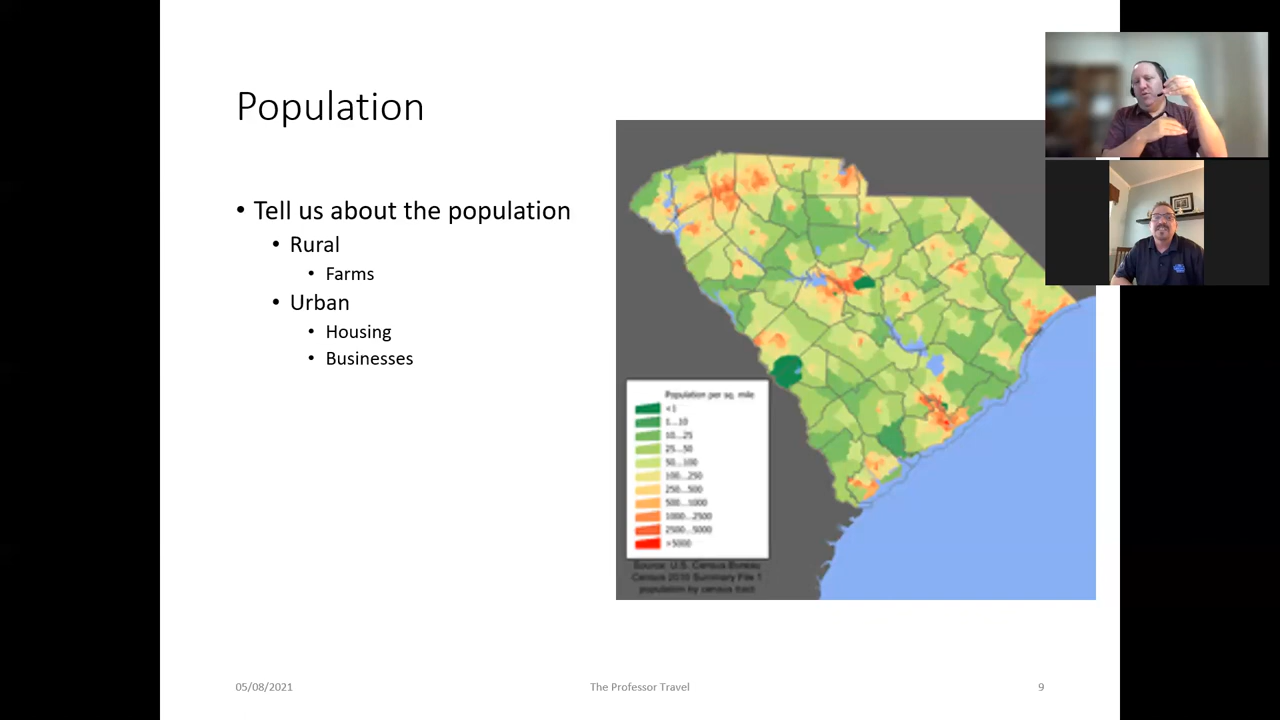 Population
• Tell us about the population
• Rural
• Farms
• Urban
• Housing
• Businesses
Population per sq. mile
<1
1...10
10...25
25...50
50...100
100...250
250...500
500...1000
1000...2500
2500...5000
>5000
Source: U.S. Census Bureau
Census 2010 Summary File 1
population by census tract
05/08/2021
The Professor Travel
9